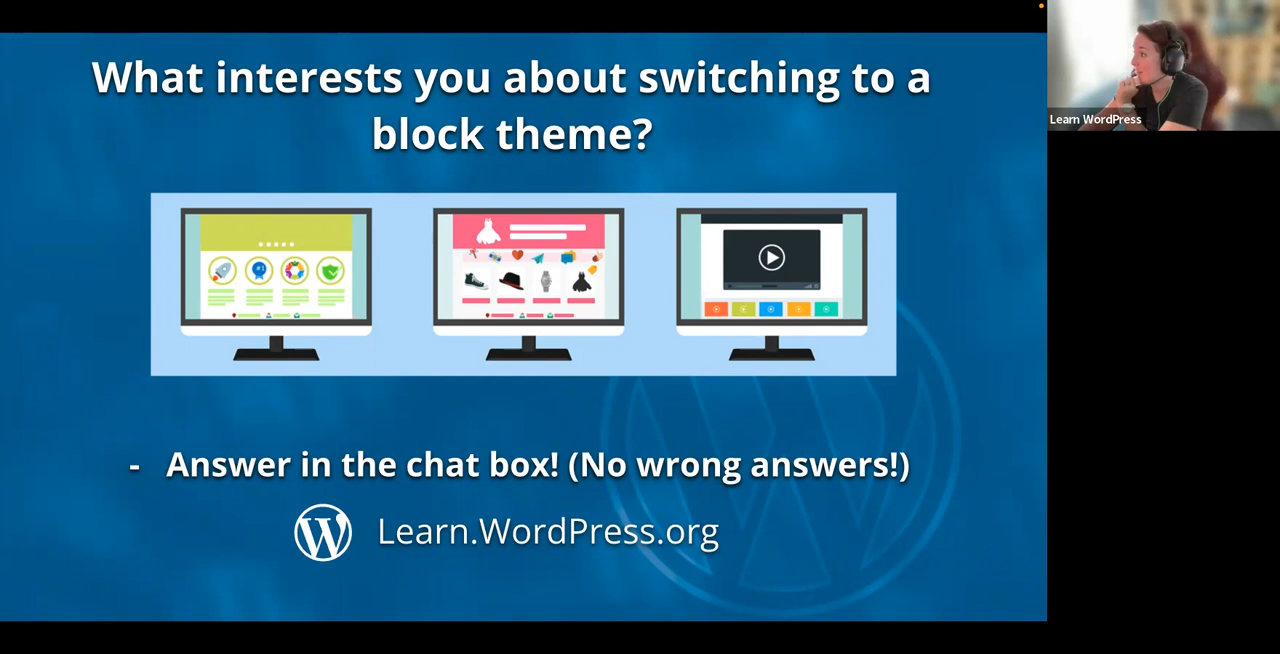 What interests you about switching to a
block theme?
#1
- Answer in the chat box! (No wrong answers!)
Learn.WordPress.org
Learn WordPress